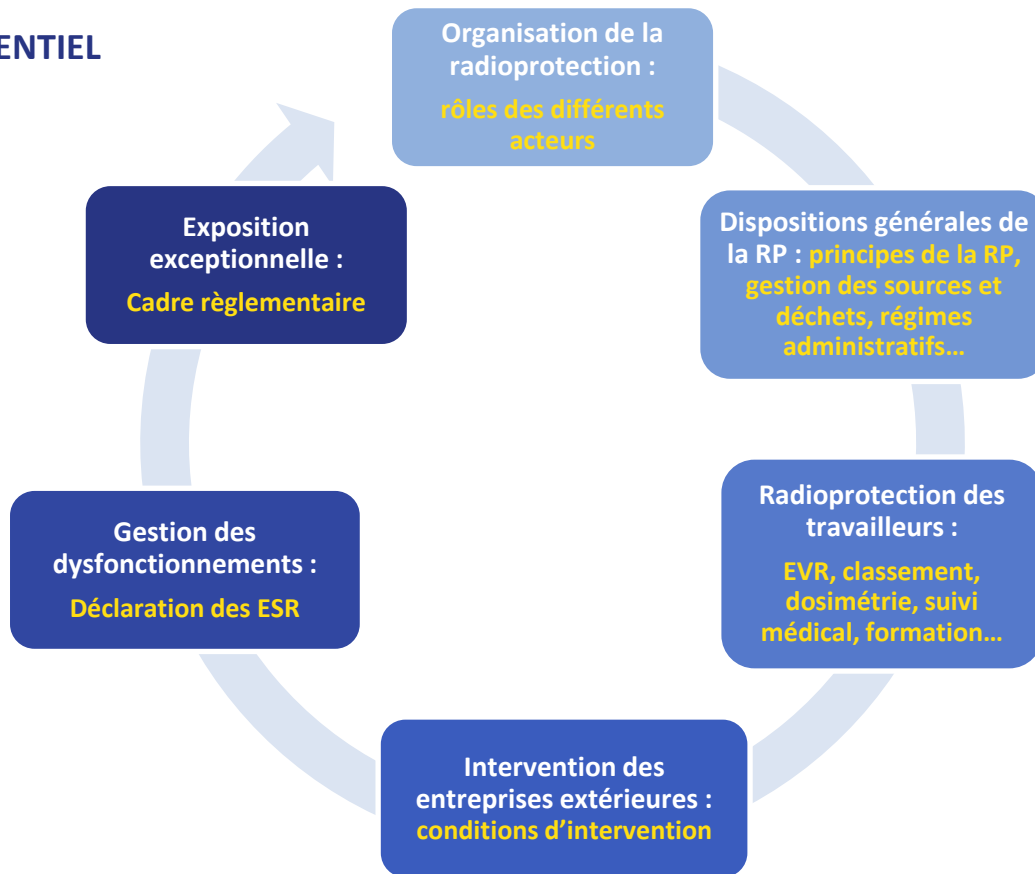 ENTIEL
Organisation de la
radioprotection :
rôles des différents
acteurs
Dispositions générales de
la RP : principes de la RP,
gestion des sources et
déchets, régimes
administratifs…
Radioprotection des
travailleurs :
EVR, classement,
dosimétrie, suivi
médical, formation…
Intervention des
entreprises extérieures :
conditions d’intervention
Gestion des
dysfonctionnements :
Déclaration des ESR
Exposition
exceptionnelle :
Cadre règlementaire